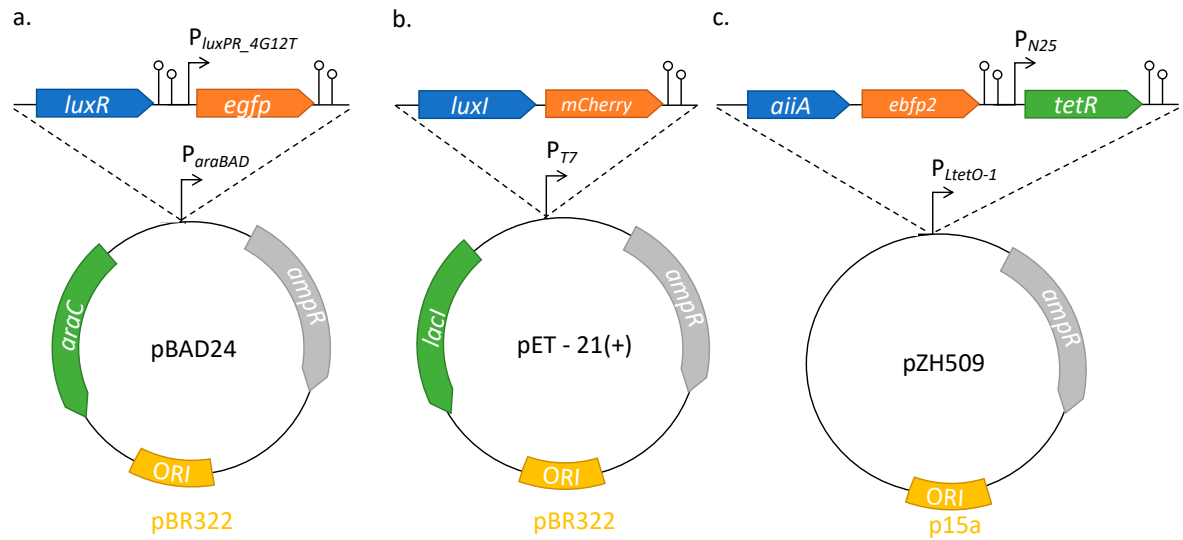 a.
P_luxPR_4G12T
luxR
egfp
P_araBAD
araC
ampR
pBAD24
ORI
pBR322
b.
luxI
mCherry
P_T7
lacI
ampR
pET - 21(+)
ORI
pBR322
c.
P_N25
aiiA
ebfp2
tetR
P_LtetO-1
ampR
pZH509
ORI
p15a